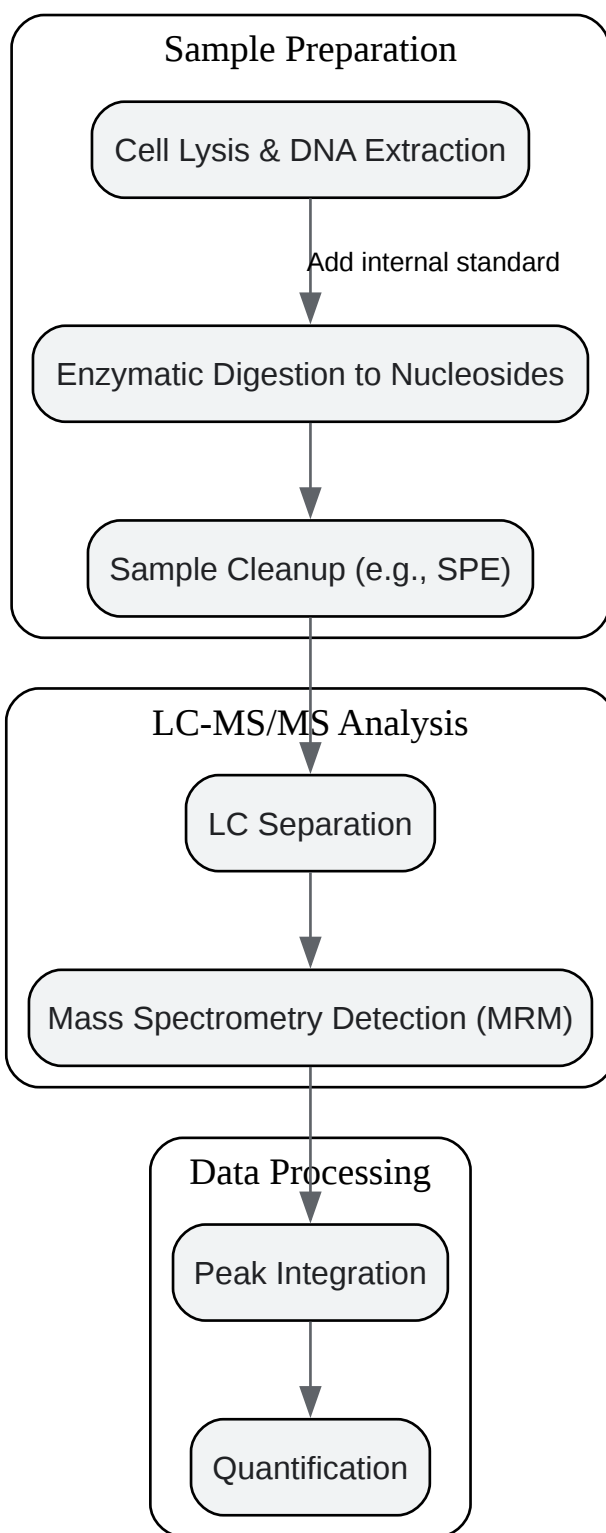 Sample Preparation
Cell Lysis & DNA Extraction
Add internal standard
Enzymatic Digestion to Nucleosides
Sample Cleanup (e.g., SPE)
LC-MS/MS Analysis
LC Separation
Mass Spectrometry Detection (MRM)
Data Processing
Peak Integration
Quantification